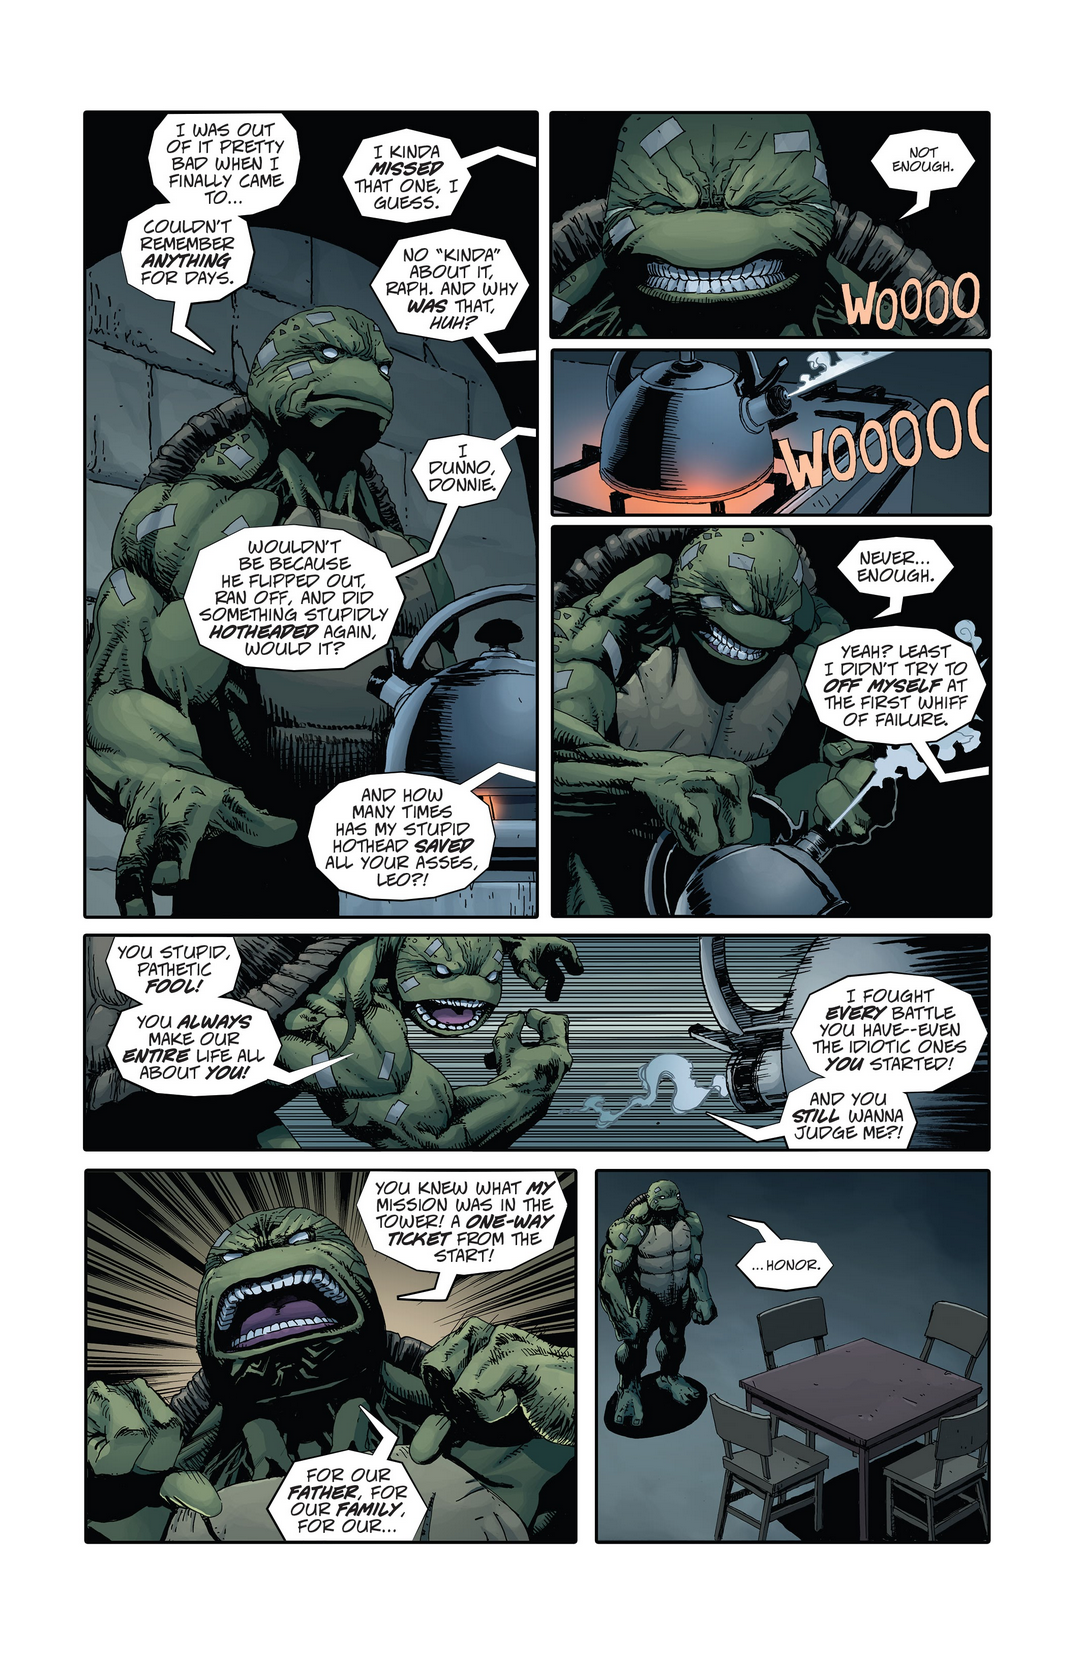 I WAS OUT
OF IT PRETTY
BAD WHEN I
FINALLY CAME
TO...
COULDN'T
REMEMBER
ANYTHING
FOR DAYS.
I KINDA
MISSED
THAT ONE, I
GUESS.
NO "KINDA"
ABOUT IT,
RAPH. AND WHY
WAS THAT,
HUH?
I
DUNNO,
DONNIE.
WOULDN'T
BE BECAUSE
HE FLIPPED OUT,
RAN OFF, AND DID
SOMETHING STUPIDLY
HOTHEADED AGAIN,
WOULD IT?
AND HOW
MANY TIMES
HAS MY STUPID
HOTHEAD SAVED
ALL YOUR ASSES,
LEO?!
NOT
ENOUGH.
WOOOO
WOOOOO
NEVER...
ENOUGH.
YEAH? LEAST
I DIDN'T TRY TO
OFF MYSELF AT
THE FIRST WHIFF
OF FAILURE.
YOU STUPID,
PATHETIC
FOOL!
YOU ALWAYS
MAKE OUR
ENTIRE LIFE ALL
ABOUT YOU!
I FOUGHT
EVERY BATTLE
YOU HAVE--EVEN
THE IDIOTIC ONES
YOU STARTED!
AND YOU
STILL WANNA
JUDGE ME?!
YOU KNEW WHAT MY
MISSION WAS IN THE
TOWER! A ONE-WAY
TICKET FROM THE
START!
FOR OUR
FATHER, FOR
OUR FAMILY,
FOR OUR...
...HONOR.